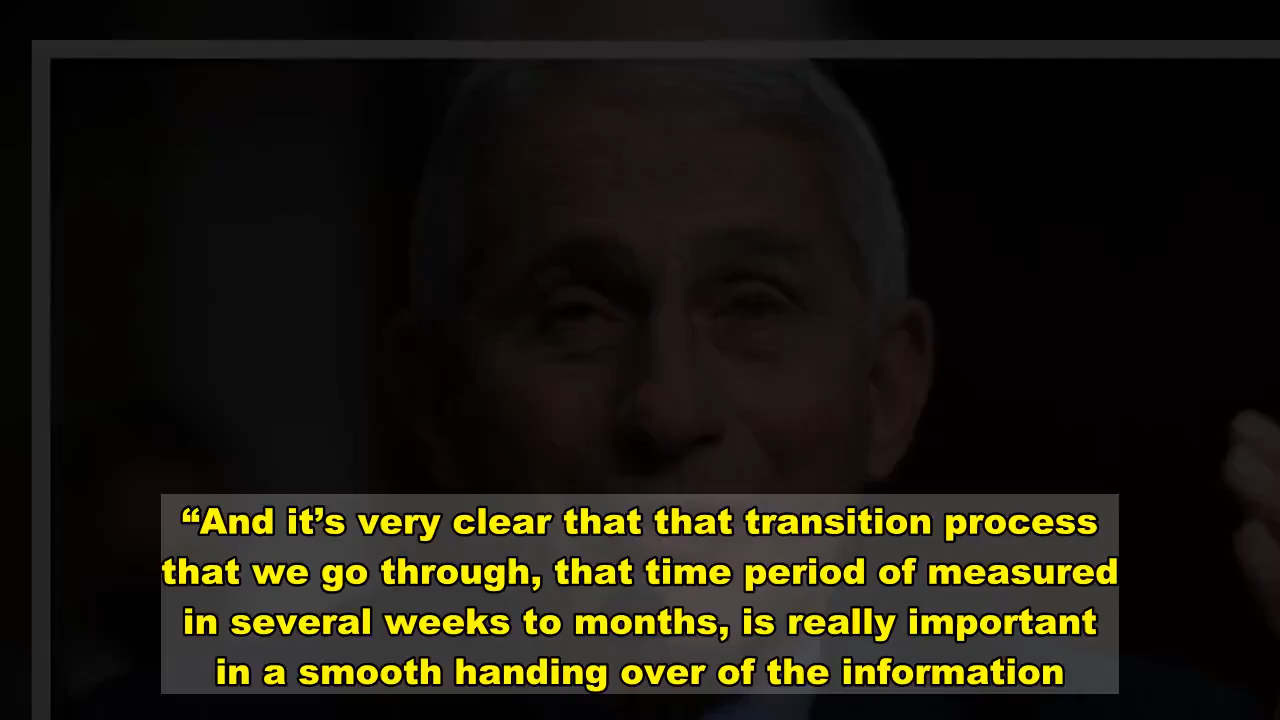 “And it’s very clear that that transition process
that we go through, that time period of measured
in several weeks to months, is really important
in a smooth handing over of the information